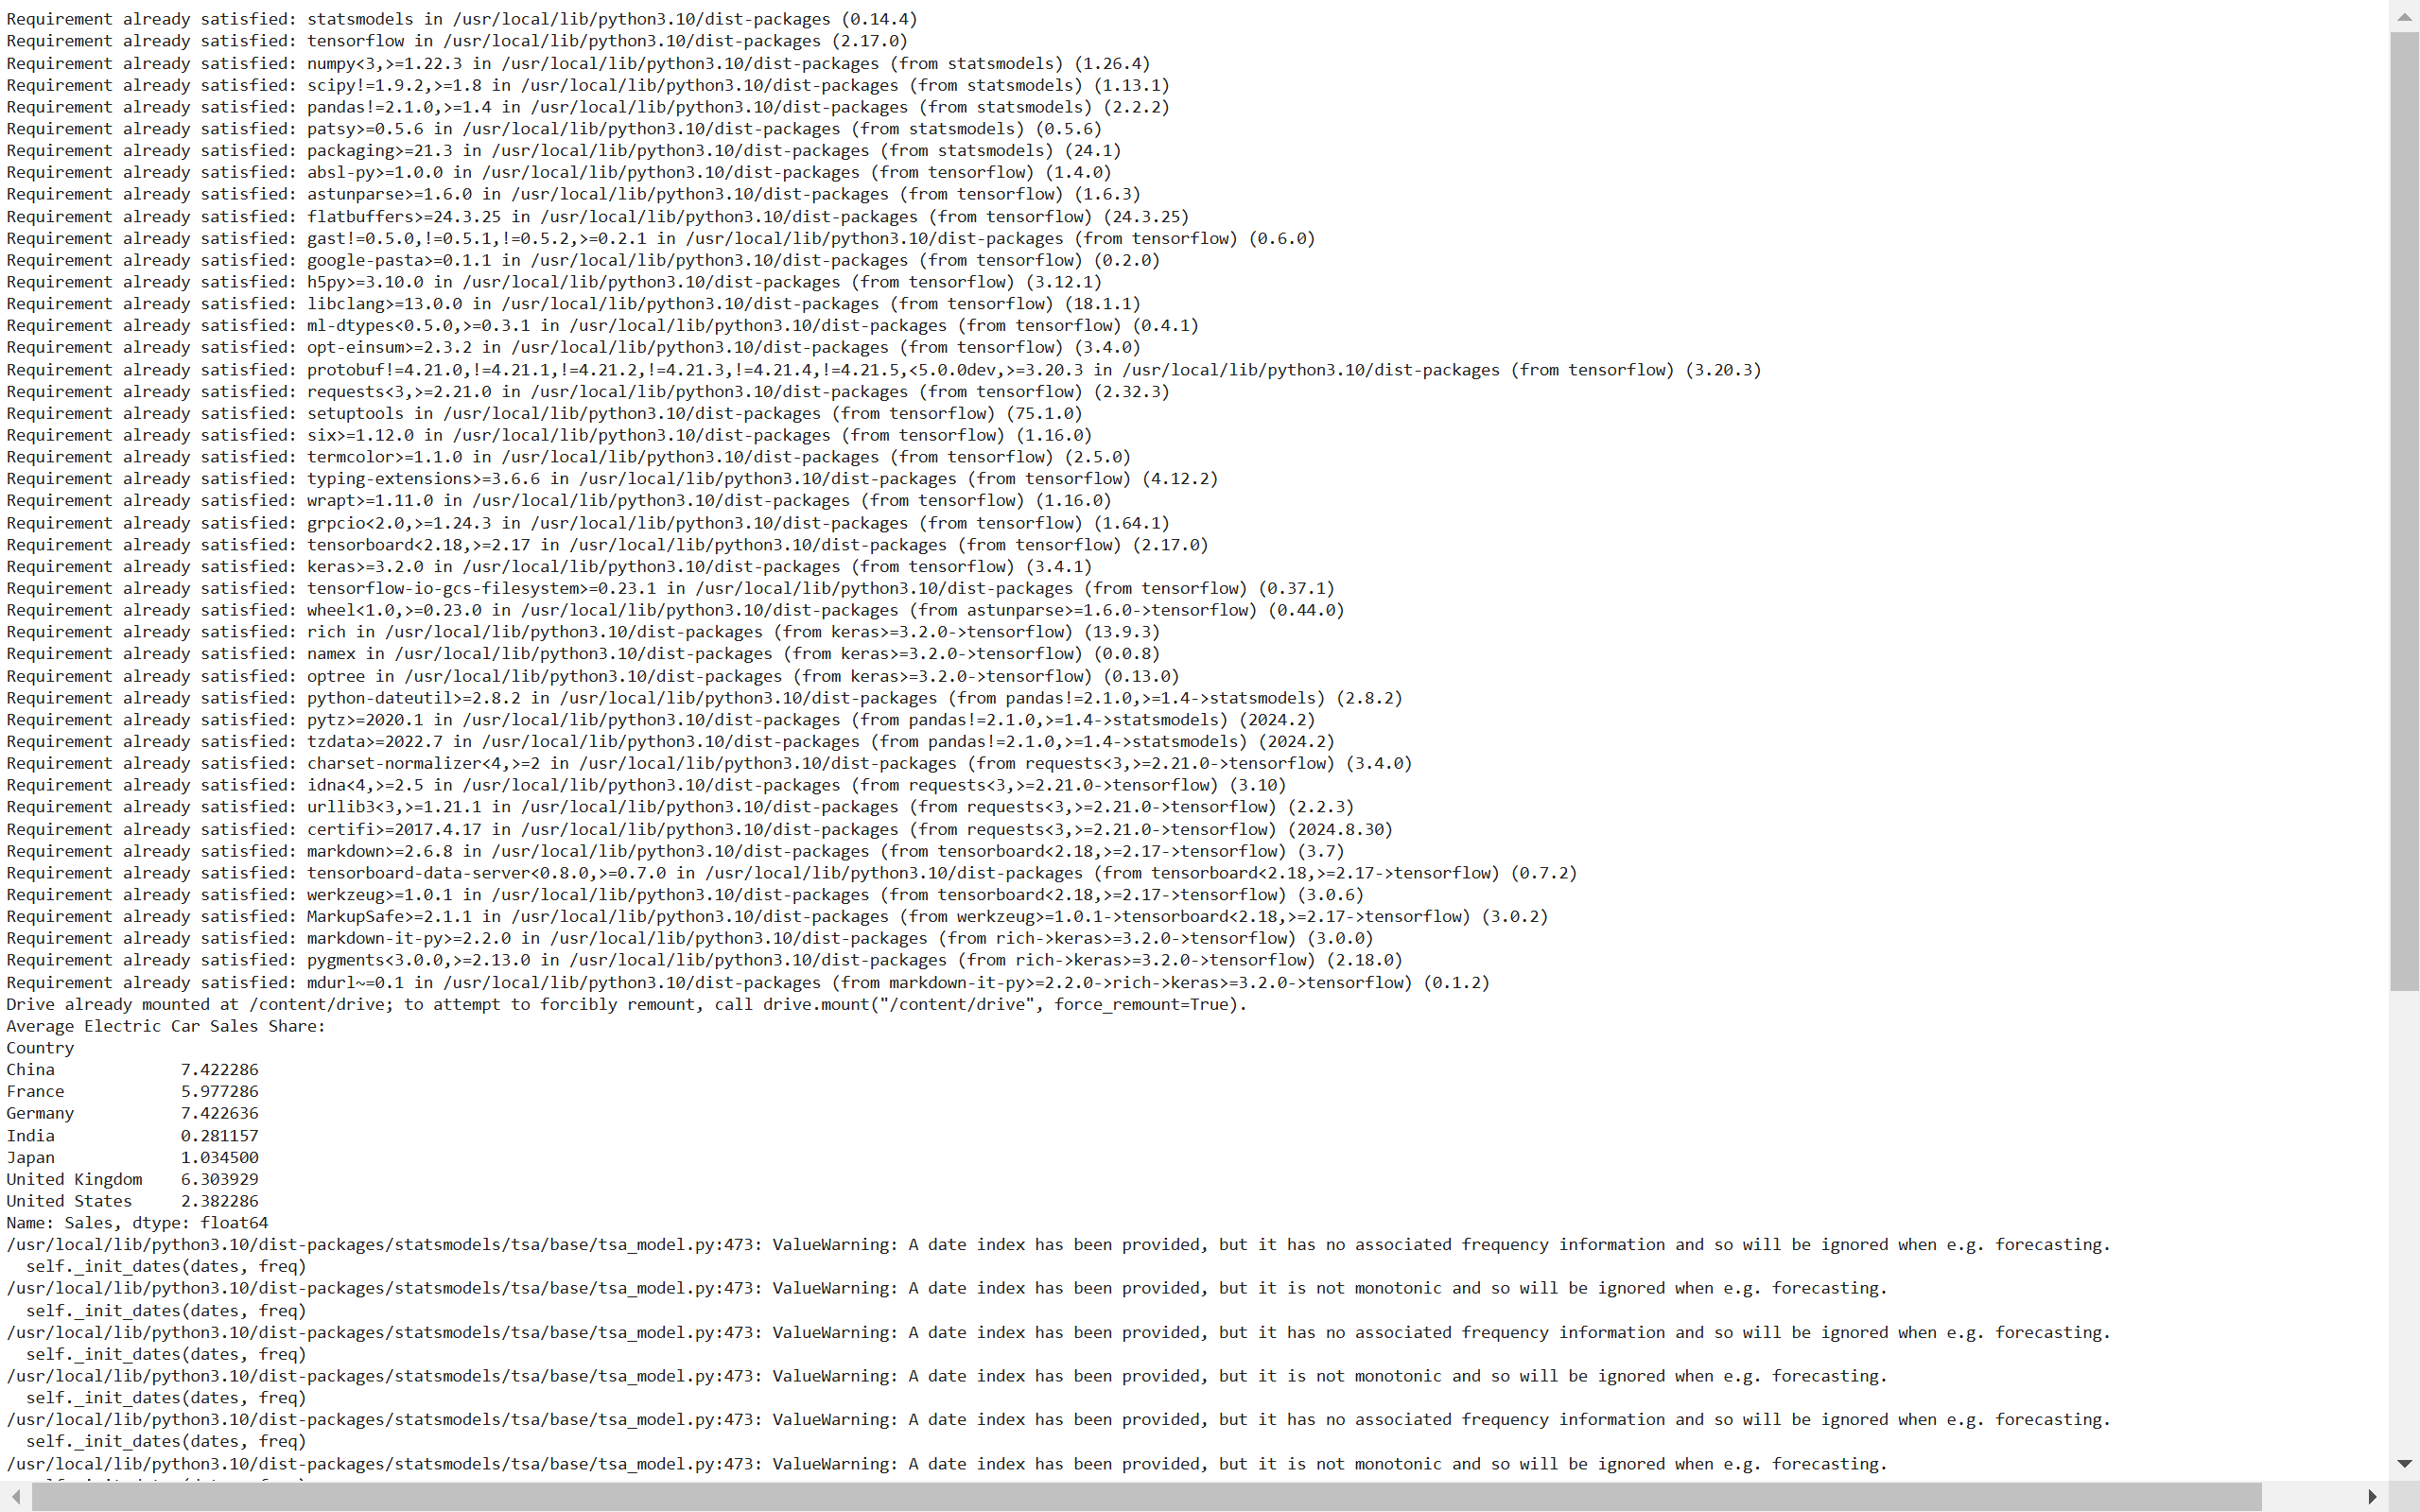 Requirement already satisfied: statsmodels in /usr/local/lib/python3.10/dist-packages (0.14.4)
Requirement already satisfied: tensorflow in /usr/local/lib/python3.10/dist-packages (2.17.0)
Requirement already satisfied: numpy<3,>=1.22.3 in /usr/local/lib/python3.10/dist-packages (from statsmodels) (1.26.4)
Requirement already satisfied: scipy!=1.9.2,>=1.8 in /usr/local/lib/python3.10/dist-packages (from statsmodels) (1.13.1)
Requirement already satisfied: pandas!=2.1.0,>=1.4 in /usr/local/lib/python3.10/dist-packages (from statsmodels) (2.2.2)
Requirement already satisfied: patsy>=0.5.6 in /usr/local/lib/python3.10/dist-packages (from statsmodels) (0.5.6)
Requirement already satisfied: packaging>=21.3 in /usr/local/lib/python3.10/dist-packages (from statsmodels) (24.1)
Requirement already satisfied: absl-py>=1.0.0 in /usr/local/lib/python3.10/dist-packages (from tensorflow) (1.4.0)
Requirement already satisfied: astunparse>=1.6.0 in /usr/local/lib/python3.10/dist-packages (from tensorflow) (1.6.3)
Requirement already satisfied: flatbuffers>=24.3.25 in /usr/local/lib/python3.10/dist-packages (from tensorflow) (24.3.25)
Requirement already satisfied: gast!=0.5.0,!=0.5.1,!=0.5.2,>=0.2.1 in /usr/local/lib/python3.10/dist-packages (from tensorflow) (0.6.0)
Requirement already satisfied: google-pasta>=0.1.1 in /usr/local/lib/python3.10/dist-packages (from tensorflow) (0.2.0)
Requirement already satisfied: h5py>=3.10.0 in /usr/local/lib/python3.10/dist-packages (from tensorflow) (3.12.1)
Requirement already satisfied: libclang>=13.0.0 in /usr/local/lib/python3.10/dist-packages (from tensorflow) (18.1.1)
Requirement already satisfied: ml-dtypes<0.5.0,>=0.3.1 in /usr/local/lib/python3.10/dist-packages (from tensorflow) (0.4.1)
Requirement already satisfied: opt-einsum>=2.3.2 in /usr/local/lib/python3.10/dist-packages (from tensorflow) (3.4.0)
Requirement already satisfied: protobuf!=4.21.0,!=4.21.1,!=4.21.2,!=4.21.3,!=4.21.4,!=4.21.5,<5.0.0dev,>=3.20.3 in /usr/local/lib/python3.10/dist-packages (from tensorflow) (3.20.3)
Requirement already satisfied: requests<3,>=2.21.0 in /usr/local/lib/python3.10/dist-packages (from tensorflow) (2.32.3)
Requirement already satisfied: setuptools in /usr/local/lib/python3.10/dist-packages (from tensorflow) (75.1.0)
Requirement already satisfied: six>=1.12.0 in /usr/local/lib/python3.10/dist-packages (from tensorflow) (1.16.0)
Requirement already satisfied: termcolor>=1.1.0 in /usr/local/lib/python3.10/dist-packages (from tensorflow) (2.5.0)
Requirement already satisfied: typing-extensions>=3.6.6 in /usr/local/lib/python3.10/dist-packages (from tensorflow) (4.12.2)
Requirement already satisfied: wrapt>=1.11.0 in /usr/local/lib/python3.10/dist-packages (from tensorflow) (1.16.0)
Requirement already satisfied: grpcio<2.0,>=1.24.3 in /usr/local/lib/python3.10/dist-packages (from tensorflow) (1.64.1)
Requirement already satisfied: tensorboard<2.18,>=2.17 in /usr/local/lib/python3.10/dist-packages (from tensorflow) (2.17.0)
Requirement already satisfied: keras>=3.2.0 in /usr/local/lib/python3.10/dist-packages (from tensorflow) (3.4.1)
Requirement already satisfied: tensorflow-io-gcs-filesystem>=0.23.1 in /usr/local/lib/python3.10/dist-packages (from tensorflow) (0.37.1)
Requirement already satisfied: wheel<1.0,>=0.23.0 in /usr/local/lib/python3.10/dist-packages (from astunparse>=1.6.0->tensorflow) (0.44.0)
Requirement already satisfied: rich in /usr/local/lib/python3.10/dist-packages (from keras>=3.2.0->tensorflow) (13.9.3)
Requirement already satisfied: namex in /usr/local/lib/python3.10/dist-packages (from keras>=3.2.0->tensorflow) (0.0.8)
Requirement already satisfied: optree in /usr/local/lib/python3.10/dist-packages (from keras>=3.2.0->tensorflow) (0.13.0)
Requirement already satisfied: python-dateutil>=2.8.2 in /usr/local/lib/python3.10/dist-packages (from pandas!=2.1.0,>=1.4->statsmodels) (2.8.2)
Requirement already satisfied: pytz>=2020.1 in /usr/local/lib/python3.10/dist-packages (from pandas!=2.1.0,>=1.4->statsmodels) (2024.2)
Requirement already satisfied: tzdata>=2022.7 in /usr/local/lib/python3.10/dist-packages (from pandas!=2.1.0,>=1.4->statsmodels) (2024.2)
Requirement already satisfied: charset-normalizer<4,>=2 in /usr/local/lib/python3.10/dist-packages (from requests<3,>=2.21.0->tensorflow) (3.4.0)
Requirement already satisfied: idna<4,>=2.5 in /usr/local/lib/python3.10/dist-packages (from requests<3,>=2.21.0->tensorflow) (3.10)
Requirement already satisfied: urllib3<3,>=1.21.1 in /usr/local/lib/python3.10/dist-packages (from requests<3,>=2.21.0->tensorflow) (2.2.3)
Requirement already satisfied: certifi>=2017.4.17 in /usr/local/lib/python3.10/dist-packages (from requests<3,>=2.21.0->tensorflow) (2024.8.30)
Requirement already satisfied: markdown>=2.6.8 in /usr/local/lib/python3.10/dist-packages (from tensorboard<2.18,>=2.17->tensorflow) (3.7)
Requirement already satisfied: tensorboard-data-server<0.8.0,>=0.7.0 in /usr/local/lib/python3.10/dist-packages (from tensorboard<2.18,>=2.17->tensorflow) (0.7.2)
Requirement already satisfied: werkzeug>=1.0.1 in /usr/local/lib/python3.10/dist-packages (from tensorboard<2.18,>=2.17->tensorflow) (3.0.6)
Requirement already satisfied: MarkupSafe>=2.1.1 in /usr/local/lib/python3.10/dist-packages (from werkzeug>=1.0.1->tensorboard<2.18,>=2.17->tensorflow) (3.0.2)
Requirement already satisfied: markdown-it-py>=2.2.0 in /usr/local/lib/python3.10/dist-packages (from rich->keras>=3.2.0->tensorflow) (3.0.0)
Requirement already satisfied: pygments<3.0.0,>=2.13.0 in /usr/local/lib/python3.10/dist-packages (from rich->keras>=3.2.0->tensorflow) (2.18.0)
Requirement already satisfied: mdurl~=0.1 in /usr/local/lib/python3.10/dist-packages (from markdown-it-py>=2.2.0->rich->keras>=3.2.0->tensorflow) (0.1.2)
Drive already mounted at /content/drive; to attempt to forcibly remount, call drive.mount("/content/drive", force_remount=True).
Average Electric Car Sales Share:
Country
China             7.422286
France            5.977286
Germany           7.422636
India             0.281157
Japan             1.034500
United Kingdom    6.303929
United States     2.382286
Name: Sales, dtype: float64
/usr/local/lib/python3.10/dist-packages/statsmodels/tsa/base/tsa_model.py:473: ValueWarning: A date index has been provided, but it has no associated frequency information and so will be ignored when e.g. forecasting.
  self._init_dates(dates, freq)
/usr/local/lib/python3.10/dist-packages/statsmodels/tsa/base/tsa_model.py:473: ValueWarning: A date index has been provided, but it is not monotonic and so will be ignored when e.g. forecasting.
  self._init_dates(dates, freq)
/usr/local/lib/python3.10/dist-packages/statsmodels/tsa/base/tsa_model.py:473: ValueWarning: A date index has been provided, but it has no associated frequency information and so will be ignored when e.g. forecasting.
  self._init_dates(dates, freq)
/usr/local/lib/python3.10/dist-packages/statsmodels/tsa/base/tsa_model.py:473: ValueWarning: A date index has been provided, but it is not monotonic and so will be ignored when e.g. forecasting.
  self._init_dates(dates, freq)
/usr/local/lib/python3.10/dist-packages/statsmodels/tsa/base/tsa_model.py:473: ValueWarning: A date index has been provided, but it has no associated frequency information and so will be ignored when e.g. forecasting.
  self._init_dates(dates, freq)
/usr/local/lib/python3.10/dist-packages/statsmodels/tsa/base/tsa_model.py:473: ValueWarning: A date index has been provided, but it is not monotonic and so will be ignored when e.g. forecasting.